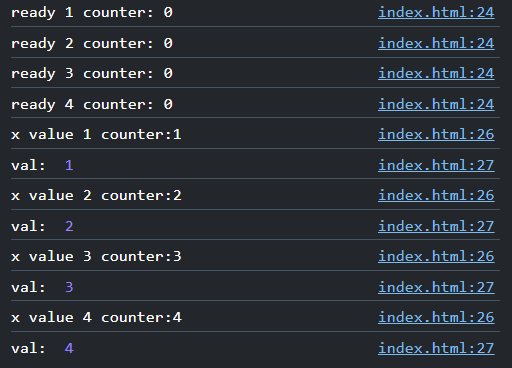 ready 1 counter: 0 index.html:24
ready 2 counter: 0 index.html:24
ready 3 counter: 0 index.html:24
ready 4 counter: 0 index.html:24
x value 1 counter:1 index.html:26
val: 1 index.html:27
x value 2 counter:2 index.html:26
val: 2 index.html:27
x value 3 counter:3 index.html:26
val: 3 index.html:27
x value 4 counter:4 index.html:26
val: 4 index.html:27